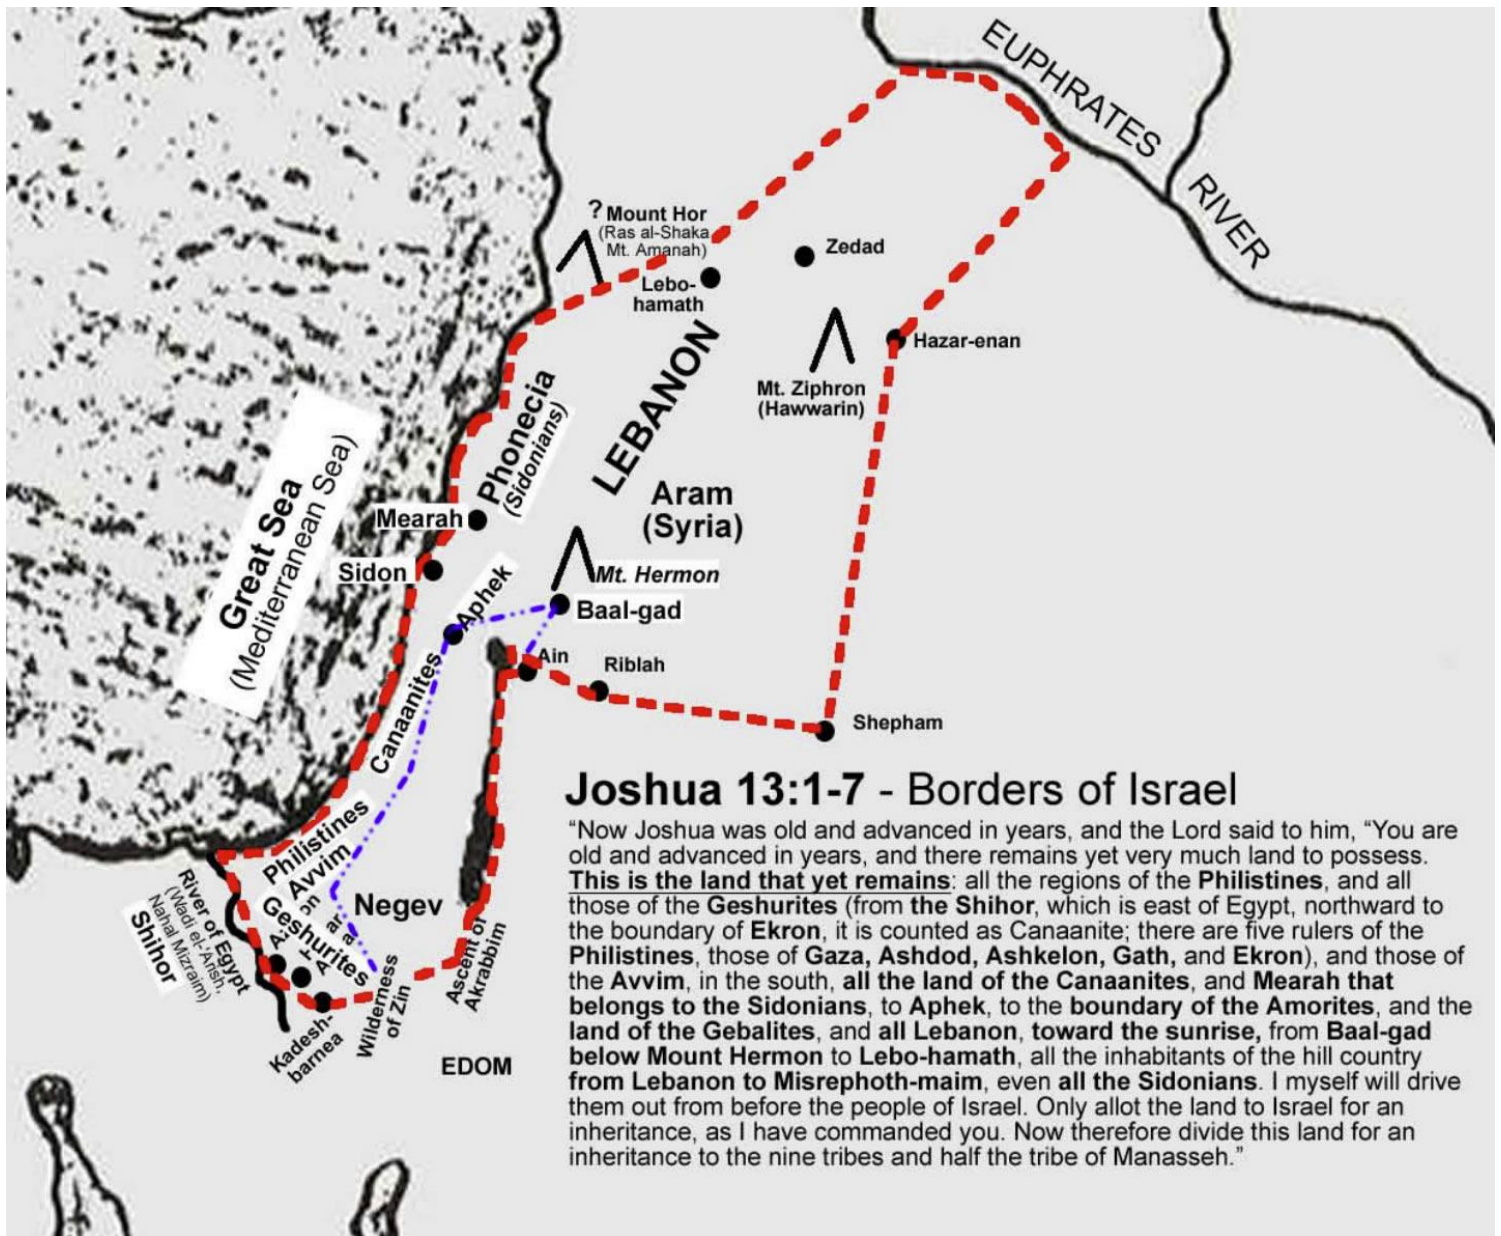 EUPHRATES
RIVER
? Mount Hor
(Ras al-Shaka
Mt. Amanah)
Zedad
Lebo-
hamath
Hazar-enan
Mt. Ziphron
(Hawwarin)
LEBANON
Phonecia
(Sidonians)
Aram
(Syria)
Great Sea
(Mediterranean Sea)
Mearah
Sidon
Aphek
Mt. Hermon
Baal-gad
Ain
Riblah
Shepham
Canaanites
Philistines
Avvim
Geshurites
Negev
River of Egypt
(Wadi el-'Arish,
Nahal Mizraim)
Shihor
Kadesh-
barnea
Wilderness
of Zin
Ascent of
Akrabbim
EDOM
Joshua 13:1-7 - Borders of Israel
“Now Joshua was old and advanced in years, and the Lord said to him, “You are
old and advanced in years, and there remains yet very much land to possess.
This is the land that yet remains: all the regions of the Philistines, and all
those of the Geshurites (from the Shihor, which is east of Egypt, northward to
the boundary of Ekron, it is counted as Canaanite; there are five rulers of the
Philistines, those of Gaza, Ashdod, Ashkelon, Gath, and Ekron), and those of
the Avvim, in the south, all the land of the Canaanites, and Mearah that
belongs to the Sidonians, to Aphek, to the boundary of the Amorites, and the
land of the Gebalites, and all Lebanon, toward the sunrise, from Baal-gad
below Mount Hermon to Lebo-hamath, all the inhabitants of the hill country
from Lebanon to Misrephoth-maim, even all the Sidonians. I myself will drive
them out from before the people of Israel. Only allot the land to Israel for an
inheritance, as I have commanded you. Now therefore divide this land for an
inheritance to the nine tribes and half the tribe of Manasseh.”